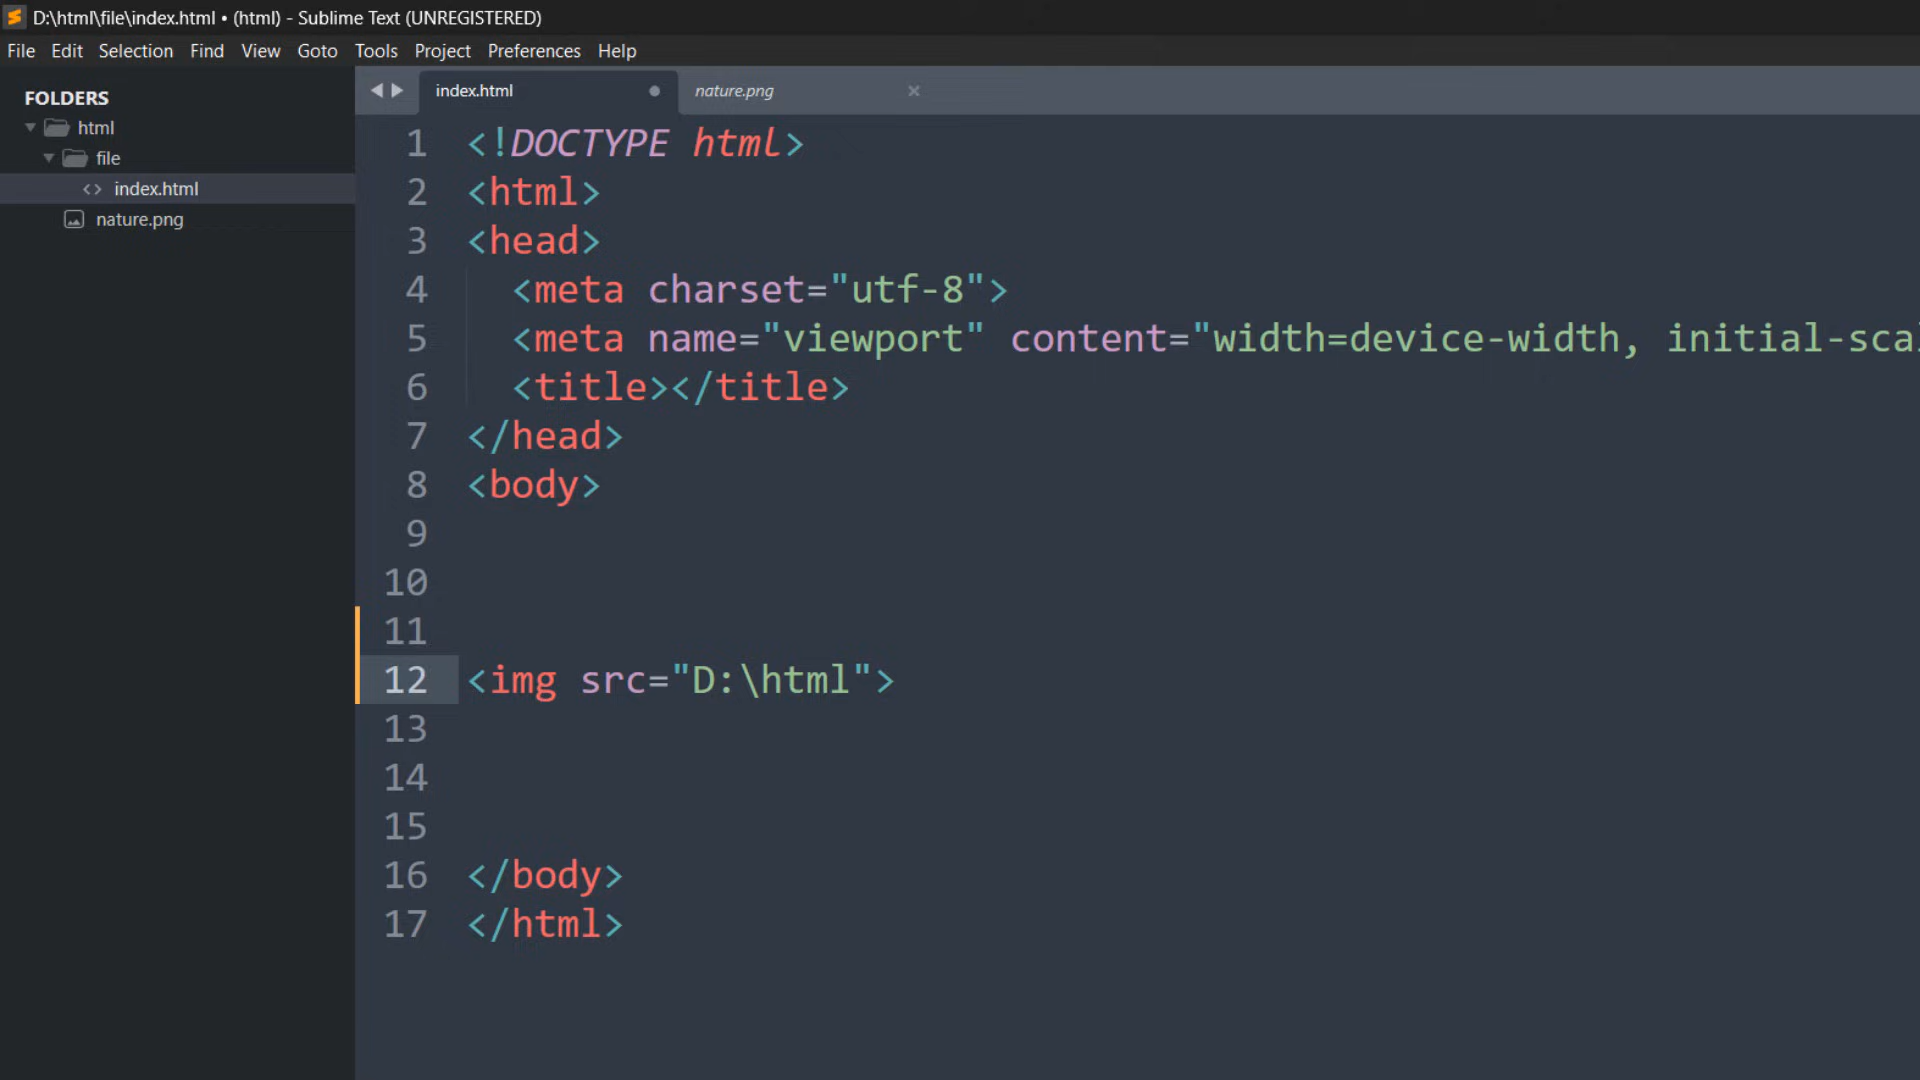 D:\html\file\index.html • (html) - Sublime Text (UNREGISTERED)
File Edit Selection Find View Goto Tools Project Preferences Help
FOLDERS
html
file
<> index.html
nature.png
index.html
nature.png
1 <!DOCTYPE html>
2 <html>
3 <head>
4 <meta charset="utf-8">
5 <meta name="viewport" content="width=device-width, initial-sca
6 <title></title>
7 </head>
8 <body>
9
10
11
12 <img src="D:\html">
13
14
15
16 </body>
17 </html>